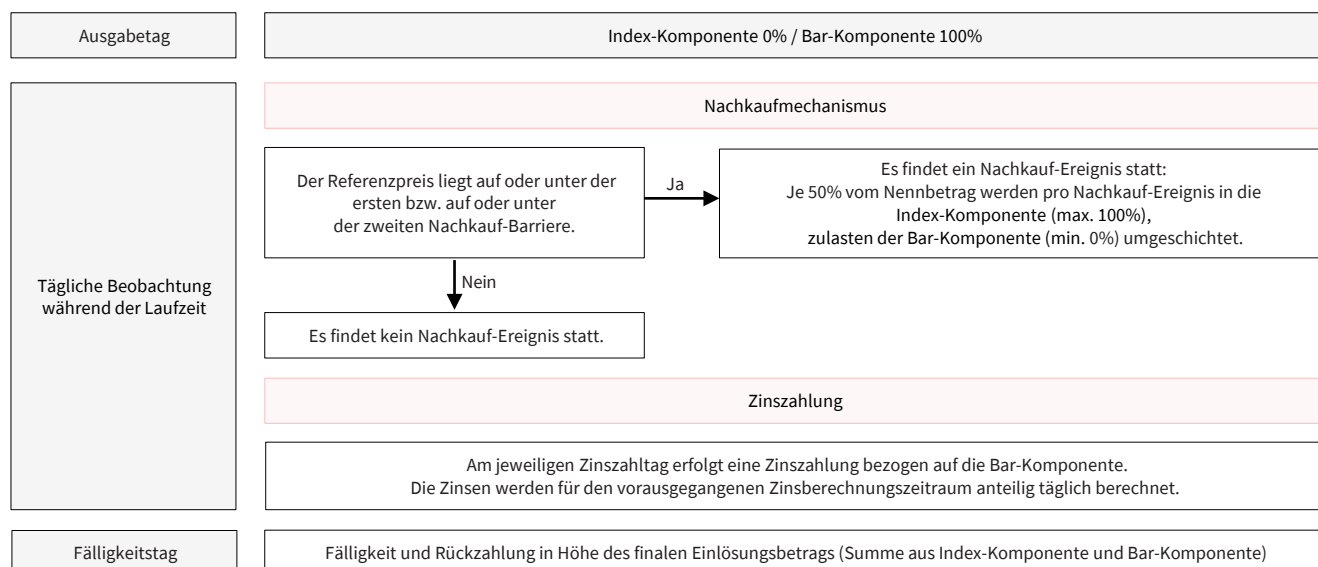 Ausgabetag
Index-Komponente 0% / Bar-Komponente 100%
Nachkaufmechanismus
Der Referenzpreis liegt auf oder unter der
ersten bzw. auf oder unter
der zweiten Nachkauf-Barriere.
Ja
Es findet ein Nachkauf-Ereignis statt:
Je 50% vom Nennbetrag werden pro Nachkauf-Ereignis in die
Index-Komponente (max. 100%),
zulasten der Bar-Komponente (min. 0%) umgeschichtet.
Nein
Tägliche Beobachtung
während der Laufzeit
Es findet kein Nachkauf-Ereignis statt.
Zinszahlung
Am jeweiligen Zinszahltag erfolgt eine Zinszahlung bezogen auf die Bar-Komponente.
Die Zinsen werden für den vorausgegangenen Zinsberechnungszeitraum anteilig täglich berechnet.
Fälligkeitstag
Fälligkeit und Rückzahlung in Höhe des finalen Einlösungsbetrags (Summe aus Index-Komponente und Bar-Komponente)